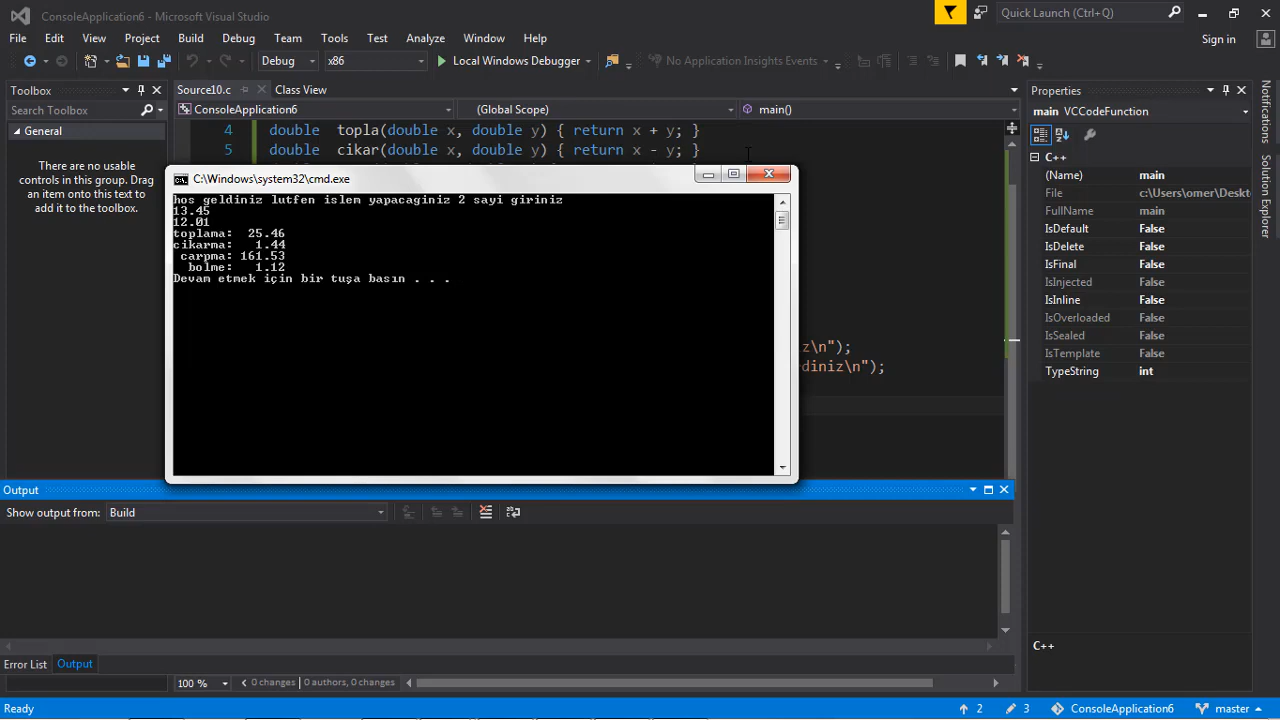 ConsoleApplication6 - Microsoft Visual Studio
Quick Launch (Ctrl+Q)
File Edit View Project Build Debug Team Tools Test Analyze Window Help
Sign in
Debug x86 Local Windows Debugger No Application Insights Events
Toolbox
Search Toolbox
General
There are no usable
controls in this group. Drag
an item onto this text to
add it to the toolbox.
Source10.c Class View
ConsoleApplication6 (Global Scope) main()
4 double topla(double x, double y) { return x + y; }
5 double cikar(double x, double y) { return x - y; }
C:\Windows\system32\cmd.exe
hos geldiniz lutfen islem yapacaginiz 2 sayi giriniz
13.45
12.01
toplama: 25.46
cikarma: 1.44
carpma: 161.53
bolme: 1.12
Devam etmek için bir tuşa basın . . .
z\n");
diniz\n");
Properties
main VCCodeFunction
C++
(Name) main
File c:\Users\omer\Deskt
FullName main
IsDefault False
IsDelete False
IsFinal False
IsInjected False
IsInline False
IsOverloaded False
IsSealed False
IsTemplate False
TypeString int
C++
Notifications
Solution Explorer
Output
Show output from: Build
Error List Output
100 % 0 changes | 0 authors, 0 changes
Ready
2 3 ConsoleApplication6 master